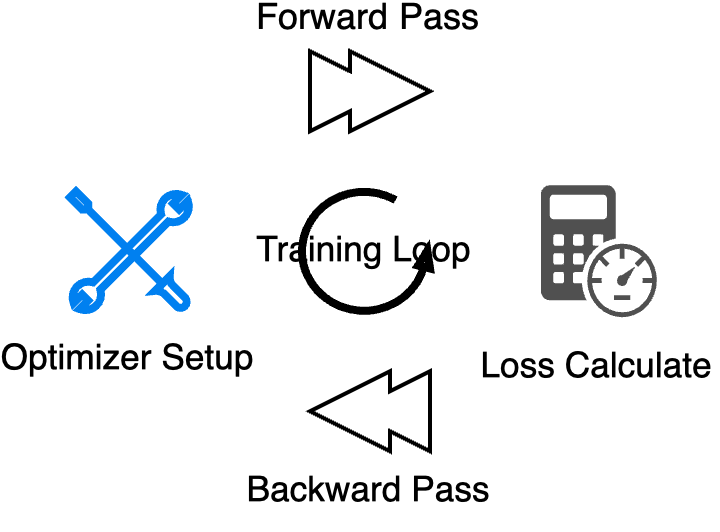 Forward Pass
Training Loop
Optimizer Setup
Loss Calculate
Backward Pass